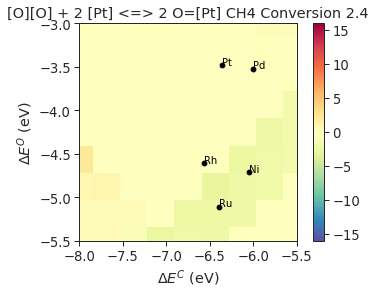 [O][O] + 2 [Pt] <=> 2 O=[Pt] CH4 Conversion 2.4
−3.0
−3.5
−4.0
−4.5
−5.0
−5.5
ΔE^O (eV)
Pt
Pd
Rh
Ni
Ru
−8.0 −7.5 −7.0 −6.5 −6.0 −5.5
ΔE^C (eV)
15
10
5
0
−5
−10
−15